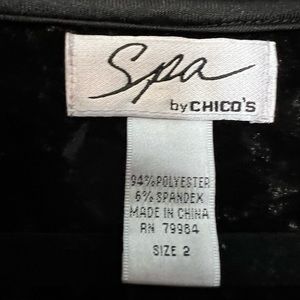 Spa
by CHICO'S
94% POLYESTER
6% SPANDEX
MADE IN CHINA
RN 79984
SIZE 2